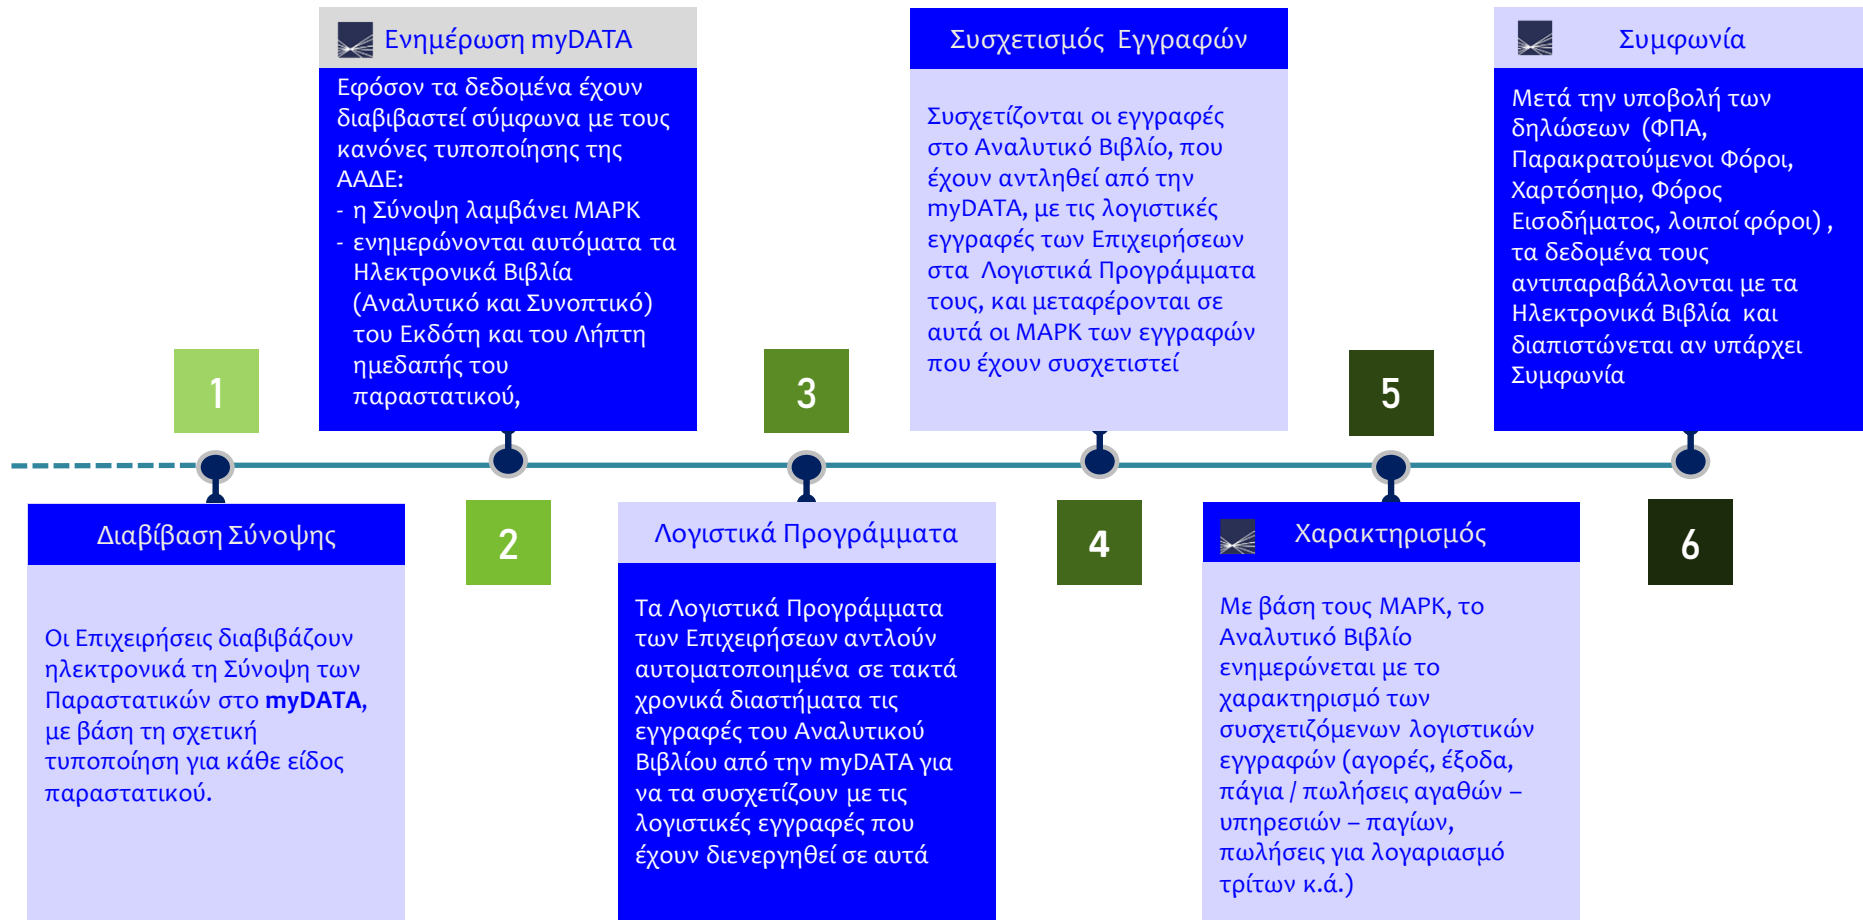 1
Διαβίβαση Σύνοψης
Οι Επιχειρήσεις διαβιβάζουν
ηλεκτρονικά τη Σύνοψη των
Παραστατικών στο myDATA,
με βάση τη σχετική
τυποποίηση για κάθε είδος
παραστατικού.
Ενημέρωση myDATA
Εφόσον τα δεδομένα έχουν
διαβιβαστεί σύμφωνα με τους
κανόνες τυποποίησης της
ΑΑΔΕ:
- η Σύνοψη λαμβάνει ΜΑΡΚ
- ενημερώνονται αυτόματα τα
Ηλεκτρονικά Βιβλία
(Αναλυτικό και Συνοπτικό)
του Εκδότη και του Λήπτη
ημεδαπής του
παραστατικού,
2
3
Λογιστικά Προγράμματα
Τα Λογιστικά Προγράμματα
των Επιχειρήσεων αντλούν
αυτοματοποιημένα σε τακτά
χρονικά διαστήματα τις
εγγραφές του Αναλυτικού
Βιβλίου από την myDATA για
να τα συσχετίζουν με τις
λογιστικές εγγραφές που
έχουν διενεργηθεί σε αυτά
Συσχετισμός Εγγραφών
Συσχετίζονται οι εγγραφές
στο Αναλυτικό Βιβλίο, που
έχουν αντληθεί από την
myDATA, με τις λογιστικές
εγγραφές των Επιχειρήσεων
στα Λογιστικά Προγράμματα
τους, και μεταφέρονται σε
αυτά οι ΜΑΡΚ των εγγραφών
που έχουν συσχετιστεί
4
5
Χαρακτηρισμός
Με βάση τους ΜΑΡΚ, το
Αναλυτικό Βιβλίο
ενημερώνεται με το
χαρακτηρισμό των
συσχετιζόμενων λογιστικών
εγγραφών (αγορές, έξοδα,
πάγια / πωλήσεις αγαθών –
υπηρεσιών – παγίων,
πωλήσεις για λογαριασμό
τρίτων κ.ά.)
Συμφωνία
Μετά την υποβολή των
δηλώσεων (ΦΠΑ,
Παρακρατούμενοι Φόροι,
Χαρτόσημο, Φόρος
Εισοδήματος, λοιποί φόροι) ,
τα δεδομένα τους
αντιπαραβάλλονται με τα
Ηλεκτρονικά Βιβλία και
διαπιστώνεται αν υπάρχει
Συμφωνία
6